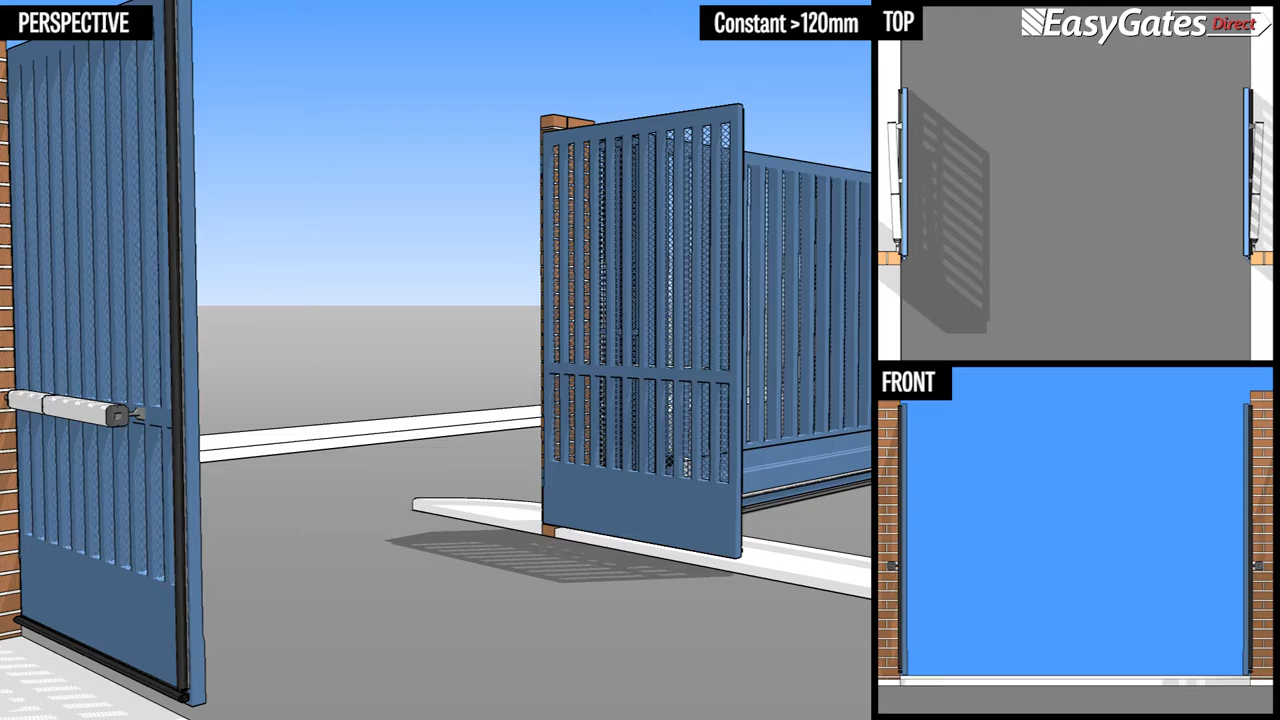 PERSPECTIVE
Constant >120mm
TOP
EasyGates Direct
FRONT